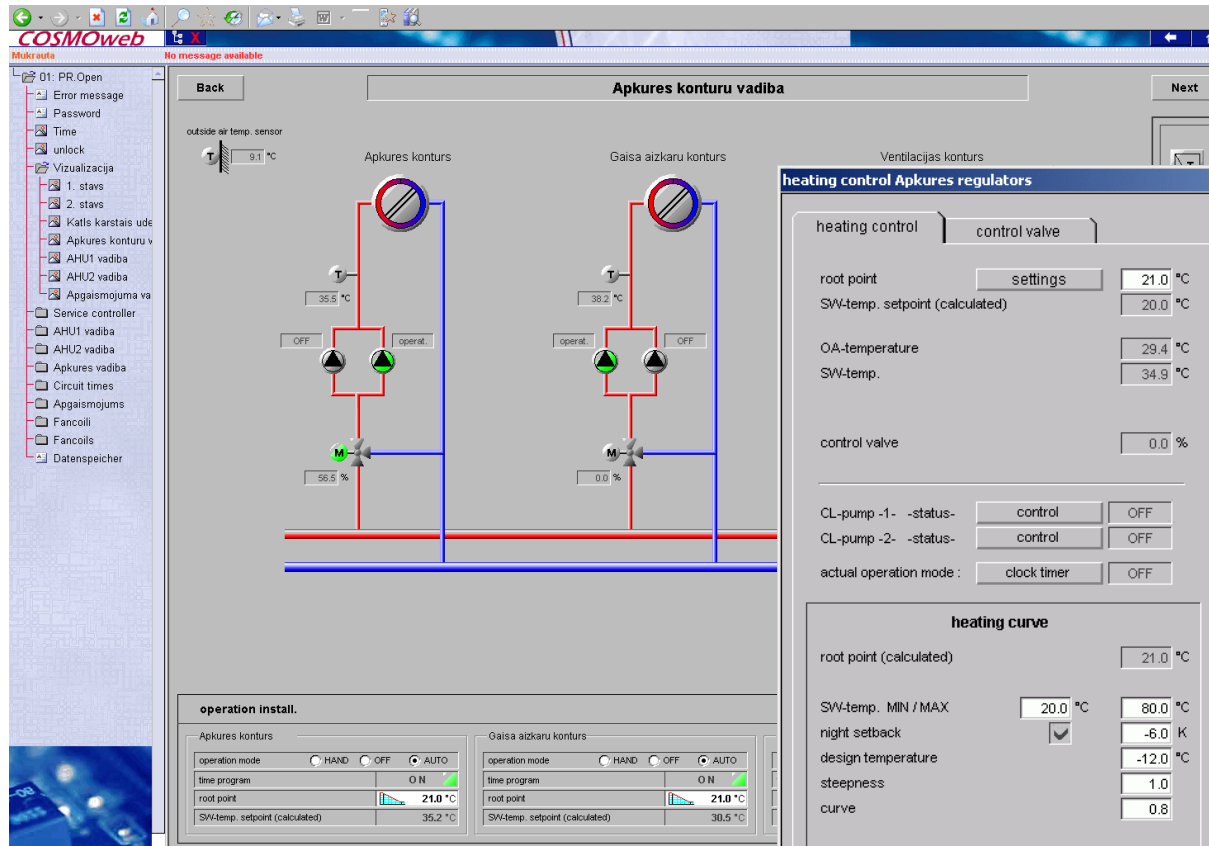 COSMOweb
X
Mukrauta
No message available
01: PR.Open
Error message
Password
Time
unlock
Vizualizacija
1. stavs
2. stavs
Katls karstais ude
Apkures konturu v
AHU1 vadiba
AHU2 vadiba
Apgaismojuma va
Service controller
AHU1 vadiba
AHU2 vadiba
Apkures vadiba
Circuit times
Apgaismojums
Fancoili
Fancoils
Datenspeicher
Back
Apkures konturu vadiba
Next
outside air temp. sensor
T 9.1 °C
Apkures konturs
Gaisa aizkaru konturs
Ventilacijas konturs
T
T
T
35.5 °C
38.2 °C
OFF
operat.
operat.
OFF
M
M
56.5 %
0.0 %
operation install.
Apkures konturs
operation mode HAND OFF AUTO
time program ON
root point 21.0 °C
SW-temp. setpoint (calculated) 35.2 °C
Gaisa aizkaru konturs
operation mode HAND OFF AUTO
time program ON
root point 21.0 °C
SW-temp. setpoint (calculated) 30.5 °C
heating control Apkures regulators
heating control
control valve
root point settings 21.0 °C
SW-temp. setpoint (calculated) 20.0 °C
OA-temperature 29.4 °C
SW-temp. 34.9 °C
control valve 0.0 %
CL-pump -1- -status- control OFF
CL-pump -2- -status- control OFF
actual operation mode : clock timer OFF
heating curve
root point (calculated) 21.0 °C
SW-temp. MIN / MAX 20.0 °C 80.0 °C
night setback -6.0 K
design temperature -12.0 °C
steepness 1.0
curve 0.8